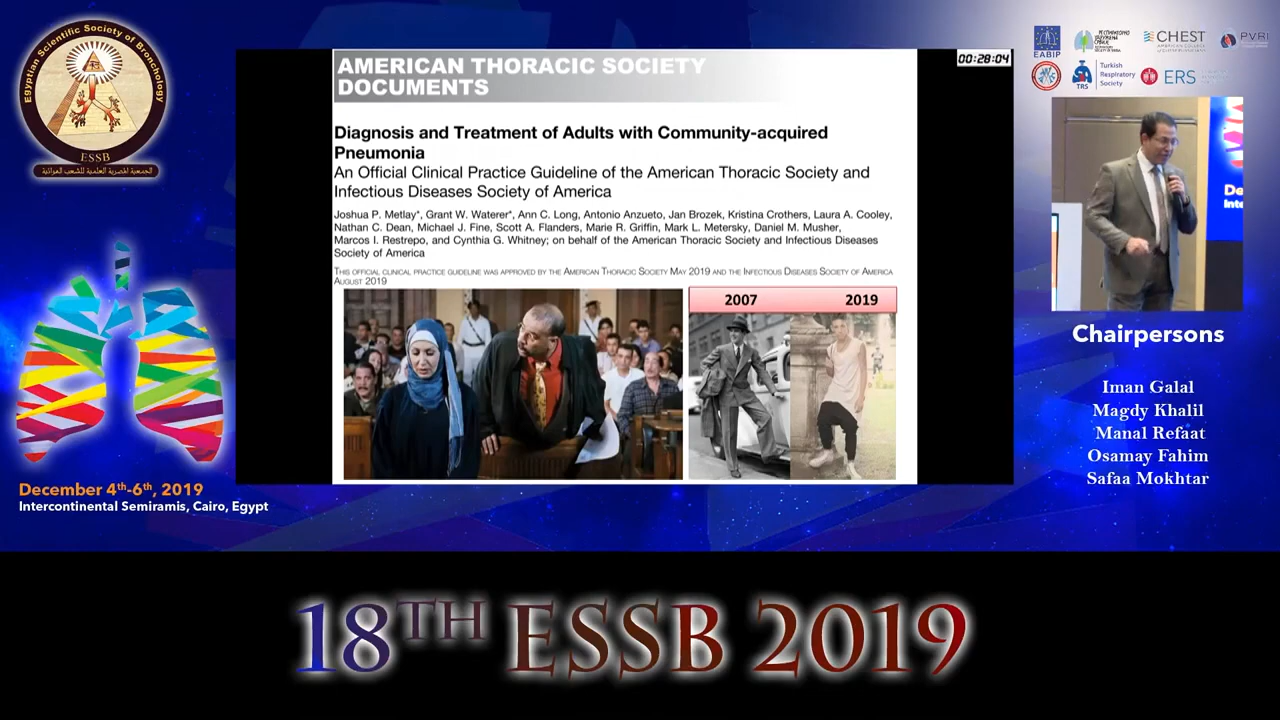 Egyptian Scientific Society of Bronchology
ESSB
الجمعية المصرية العلمية للشعب الهوائية
December 4th-6th, 2019
Intercontinental Semiramis, Cairo, Egypt
AMERICAN THORACIC SOCIETY
DOCUMENTS
00:28:04
Diagnosis and Treatment of Adults with Community-acquired
Pneumonia
An Official Clinical Practice Guideline of the American Thoracic Society and
Infectious Diseases Society of America
Joshua P. Metlay*, Grant W. Waterer*, Ann C. Long, Antonio Anzueto, Jan Brozek, Kristina Crothers, Laura A. Cooley,
Nathan C. Dean, Michael J. Fine, Scott A. Flanders, Marie R. Griffin, Mark L. Metersky, Daniel M. Musher,
Marcos I. Restrepo, and Cynthia G. Whitney; on behalf of the American Thoracic Society and Infectious Diseases
Society of America
THIS OFFICIAL CLINICAL PRACTICE GUIDELINE WAS APPROVED BY THE AMERICAN THORACIC SOCIETY MAY 2019 AND THE INFECTIOUS DISEASES SOCIETY OF AMERICA
AUGUST 2019
2007 2019
EABIP
CHEST
PVRI
TRS
Turkish
Respiratory
Society
ERS
De
Inte
Chairpersons
Iman Galal
Magdy Khalil
Manal Refaat
Osamay Fahim
Safaa Mokhtar
18TH ESSB 2019